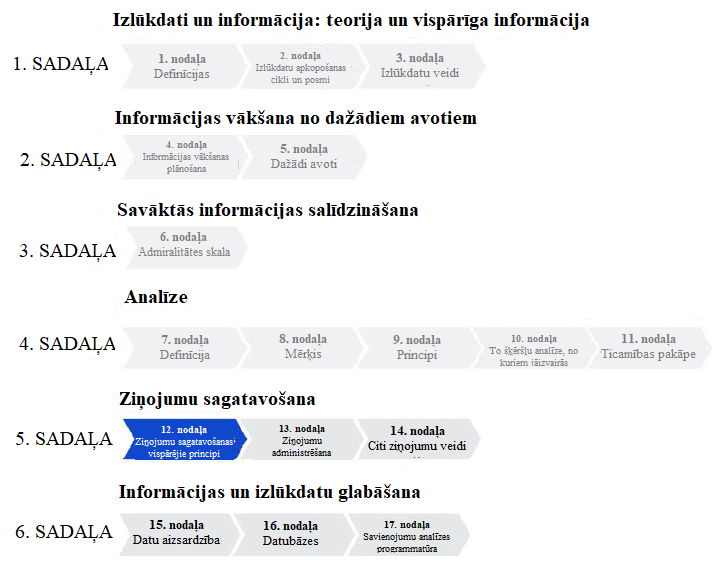 Izlūkdati un informācija: teorija un vispārīga informācija
1. SADAĻA
1. nodaļa
Definīcijas
2. nodaļa
Izlūkdatu apkopošanas
cikli un posmi
3. nodaļa
Izlūkdatu veidi
Informācijas vākšana no dažādiem avotiem
2. SADAĻA
4. nodaļa
Informācijas vākšanas
plānošana
5. nodaļa
Dažādi avoti
Savāktās informācijas salīdzināšana
3. SADAĻA
6. nodaļa
Admiralitātes skala
Analīze
4. SADAĻA
7. nodaļa
Definīcija
8. nodaļa
Mērķis
9. nodaļa
Principi
10. nodaļa
To šķēršļu analīze, no
kuriem jāizvairās
11. nodaļa
Ticamības pakāpe
Ziņojumu sagatavošana
5. SADAĻA
12. nodaļa
Ziņojumu sagatavošanas
vispārējie principi
13. nodaļa
Ziņojumu
administrēšana
14. nodaļa
Citi ziņojumu veidi
Informācijas un izlūkdatu glabāšana
6. SADAĻA
15. nodaļa
Datu aizsardzība
16. nodaļa
Datubāzes
17. nodaļa
Savienojumu analīzes
programmatūra